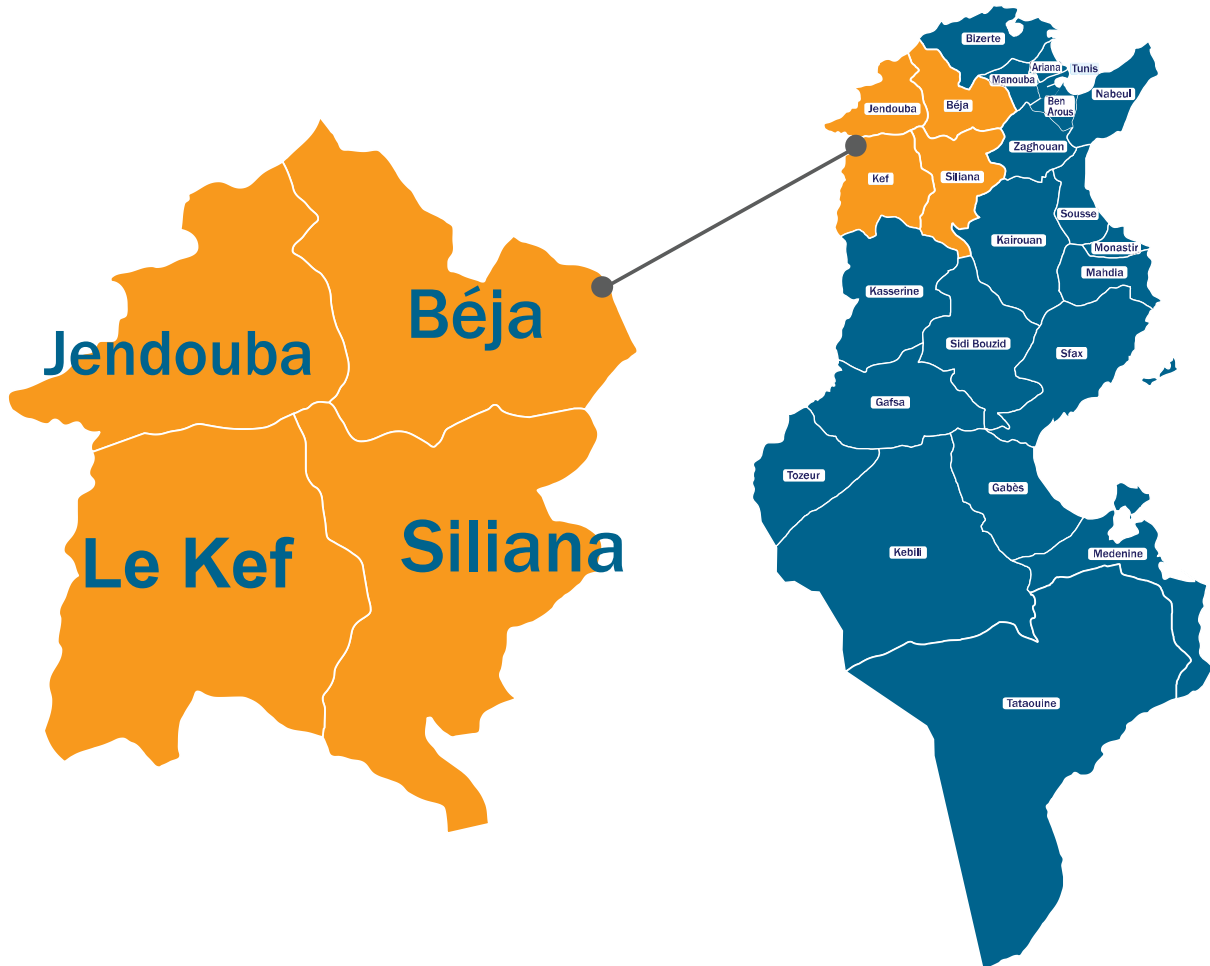 Béja
Jendouba
Le Kef
Siliana
Bizerte
Ariana
Tunis
Manouba
Nabeul
Ben
Arous
Jendouba
Béja
Zaghouan
Kef
Siliana
Sousse
Kairouan
Monastir
Mahdia
Kasserine
Sidi Bouzid
Sfax
Gafsa
Tozeur
Gabès
Kebili
Medenine
Tataouine